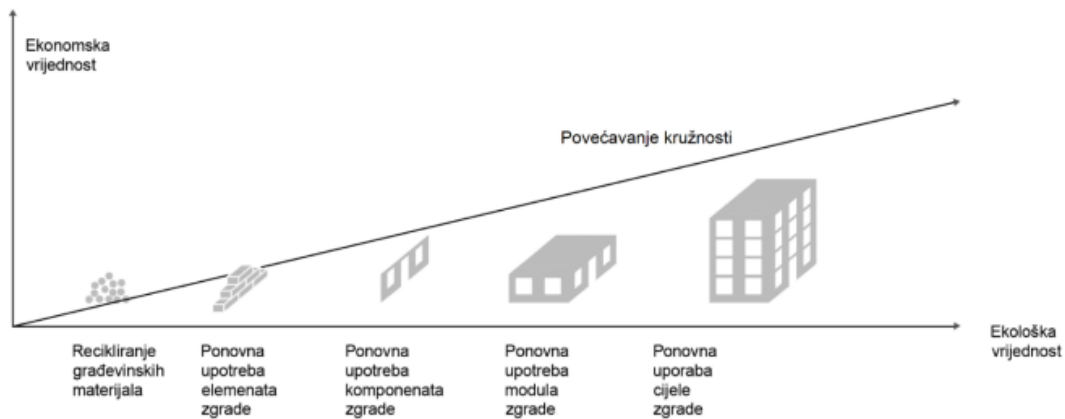 Ekonomska
vrijednost
Povećavanje kružnosti
Ekološka
vrijednost
Recikliranje
građevinskih
materijala
Ponovna
upotreba
elemenata
zgrade
Ponovna
upotreba
komponenata
zgrade
Ponovna
upotreba
modula
zgrade
Ponovna
uporaba
cijele
zgrade